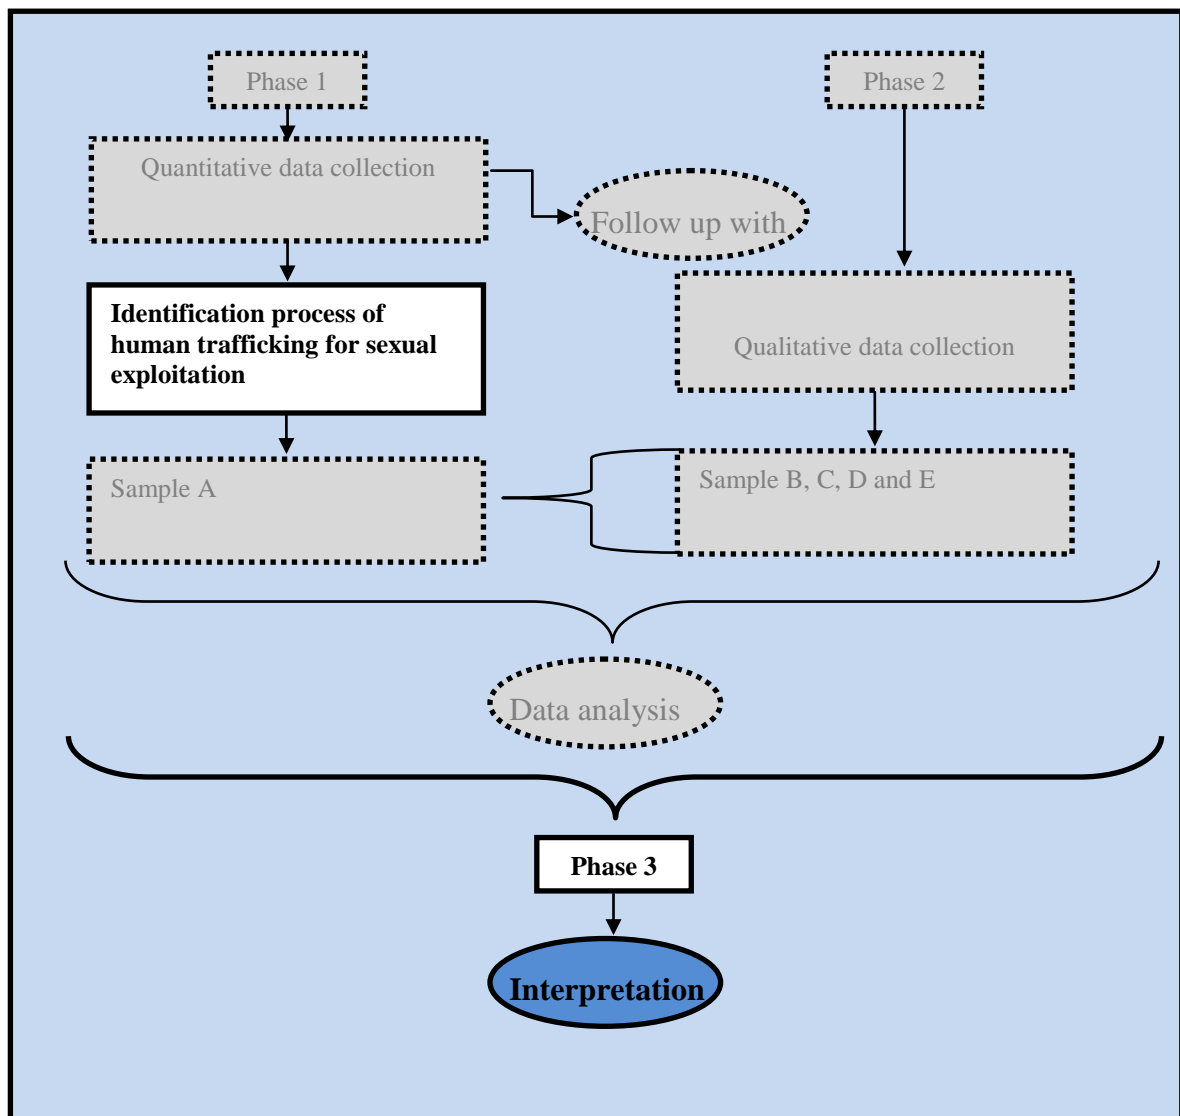 Phase 1
Phase 2
Quantitative data collection
Follow up with
Identification process of
human trafficking for sexual
exploitation
Qualitative data collection
Sample A
Sample B, C, D and E
Data analysis
Phase 3
Interpretation